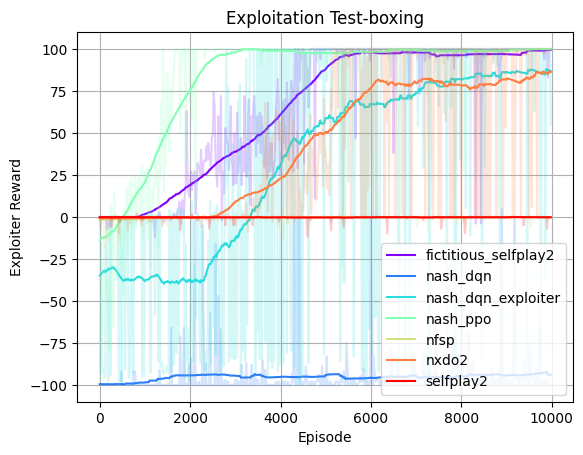 Exploitation Test-boxing
Exploiter Reward
100
75
50
25
0
−25
−50
−75
−100
0
2000
4000
6000
8000
10000
Episode
fictitious_selfplay2
nash_dqn
nash_dqn_exploiter
nash_ppo
nfsp
nxdo2
selfplay2